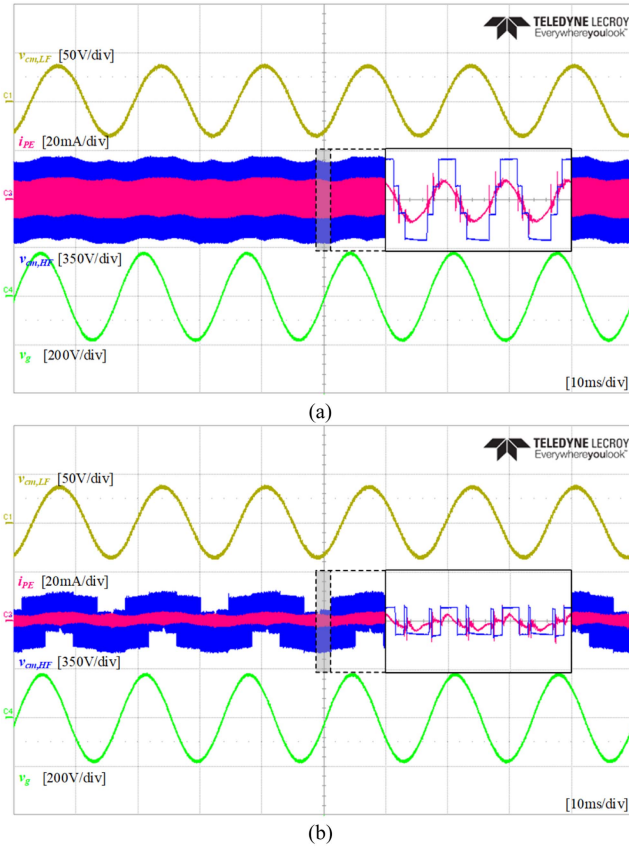 TELEDYNE LECROY
Everywhereyoulook™
v_cm,LF [50V/div]
C1
i_PE [20mA/div]
C2
v_cm,HF [350V/div]
C4
v_g [200V/div]
[10ms/div]
(a)
TELEDYNE LECROY
Everywhereyoulook™
v_cm,LF [50V/div]
C1
i_PE [20mA/div]
C2
v_cm,HF [350V/div]
C4
v_g [200V/div]
[10ms/div]
(b)